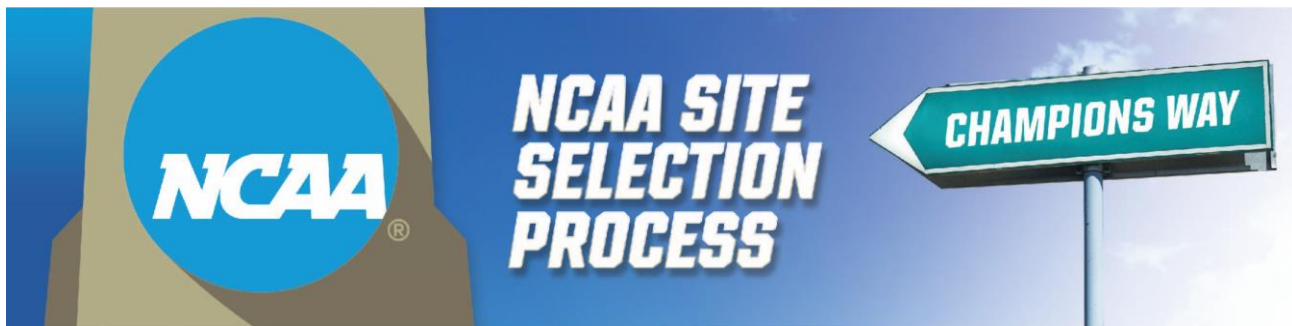 NCAA
®
NCAA SITE
SELECTION
PROCESS
CHAMPIONS WAY